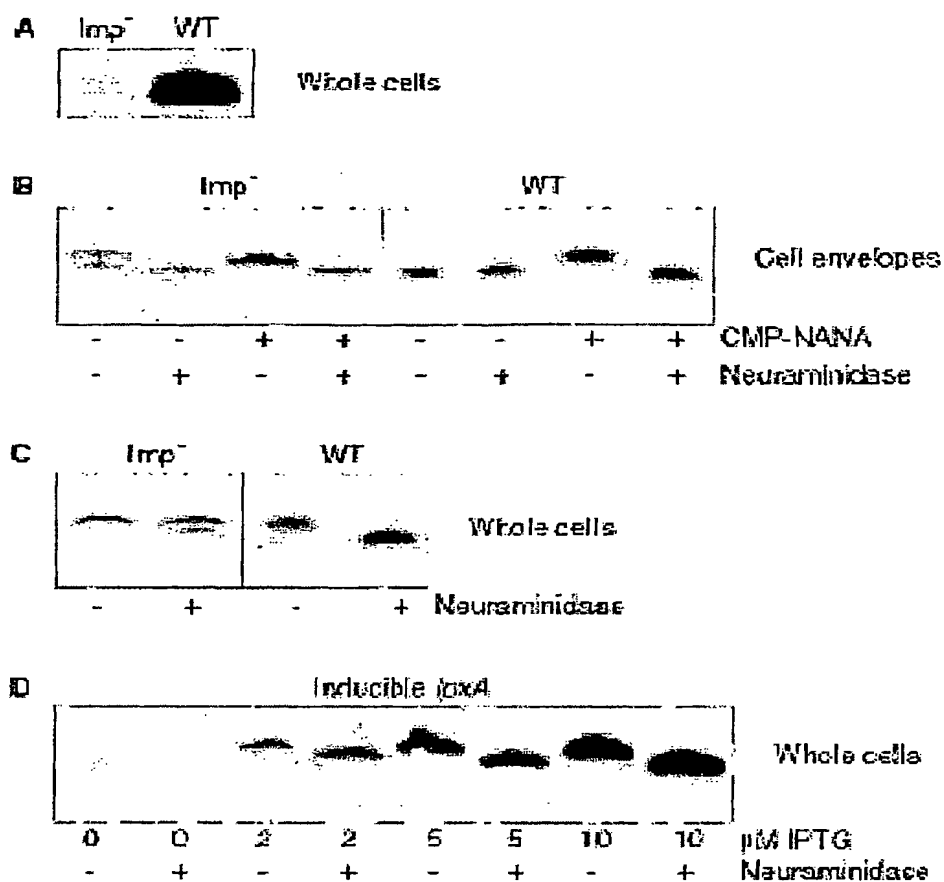 A Imp⁻ WT
Whole cells
B Imp⁻ WT
Cell envelopes
- - + + - - + + CMP-NANA
- + - + - + - + Neuraminidase
C Imp⁻ WT
Whole cells
- + - + Neuraminidase
D Inducible lpxA
Whole cells
0 0 2 2 5 5 10 10 µM IPTG
- + - + - + - + Neuraminidase